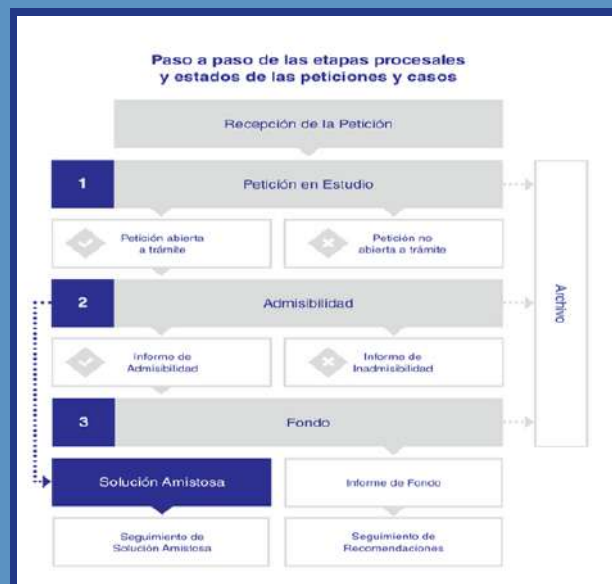 Paso a paso de las etapas procesales
y estados de las peticiones y casos
Recepción de la Petición
1
Petición en Estudio
Petición abierta
a trámite
Petición no
abierta a trámite
2
Admisibilidad
Informe de
Admisibilidad
Informe de
Inadmisibilidad
3
Fondo
Archivo
Solución Amistosa
Informe de Fondo
Seguimiento de
Solución Amistosa
Seguimiento de
Recomendaciones